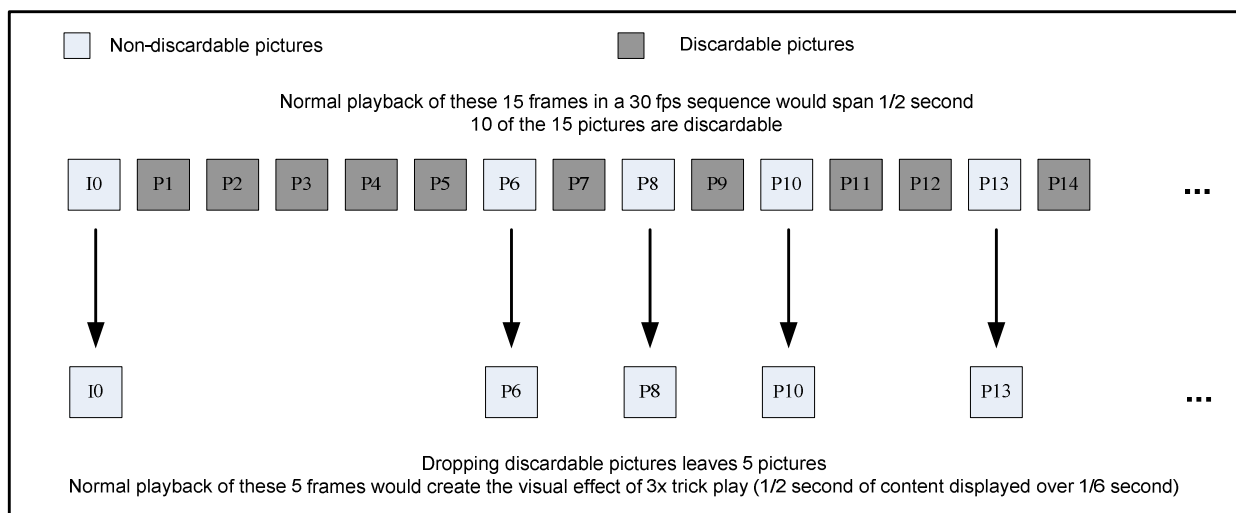 Non-discardable pictures Discardable pictures
Normal playback of these 15 frames in a 30 fps sequence would span 1/2 second
10 of the 15 pictures are discardable
I0 P1 P2 P3 P4 P5 P6 P7 P8 P9 P10 P11 P12 P13 P14 ...
I0 P6 P8 P10 P13 ...
Dropping discardable pictures leaves 5 pictures
Normal playback of these 5 frames would create the visual effect of 3x trick play (1/2 second of content displayed over 1/6 second)